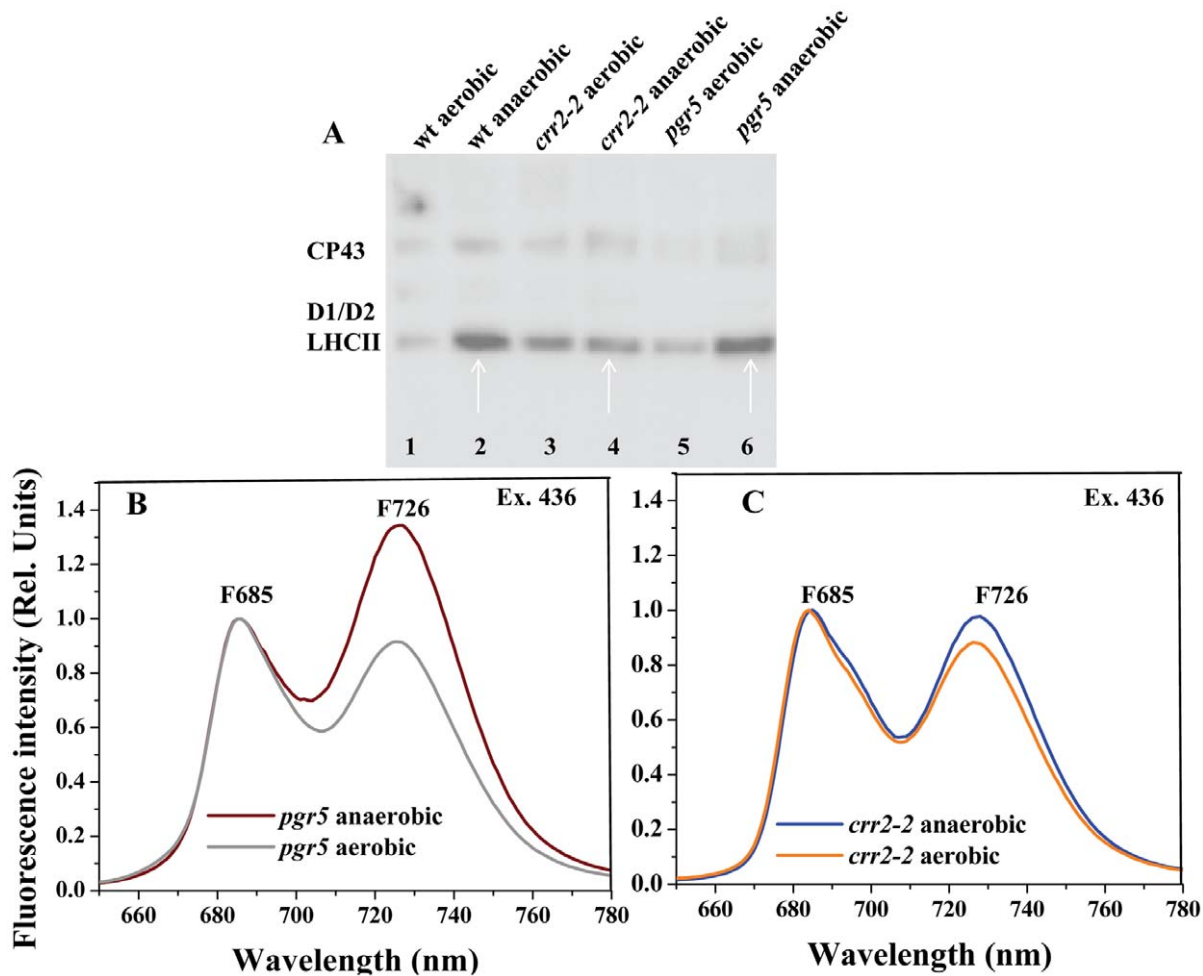 A
wt aerobic
wt anaerobic
crr2-2 aerobic
crr2-2 anaerobic
pgr5 aerobic
pgr5 anaerobic
CP43
D1/D2
LHCII
1 2 3 4 5 6
Fluorescence intensity (Rel. Units)
B
Ex. 436
F685
F726
1.4
1.2
1.0
0.8
0.6
0.4
0.2
0.0
pgr5 anaerobic
pgr5 aerobic
660 680 700 720 740 760 780
Wavelength (nm)
C
Ex. 436
F685
F726
1.4
1.2
1.0
0.8
0.6
0.4
0.2
0.0
crr2-2 anaerobic
crr2-2 aerobic
660 680 700 720 740 760 780
Wavelength (nm)